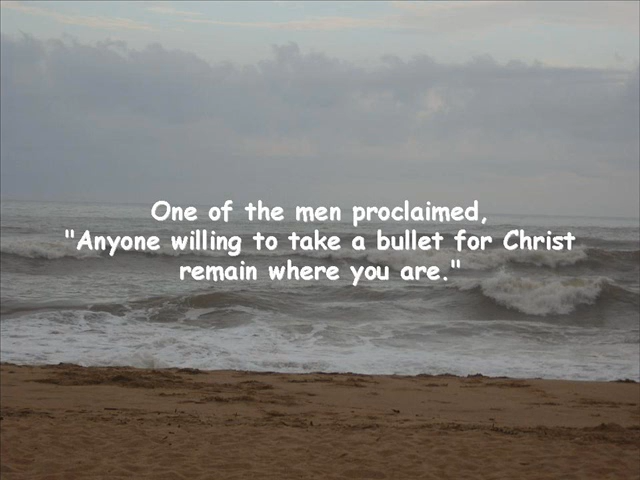 One of the men proclaimed,
"Anyone willing to take a bullet for Christ
remain where you are."